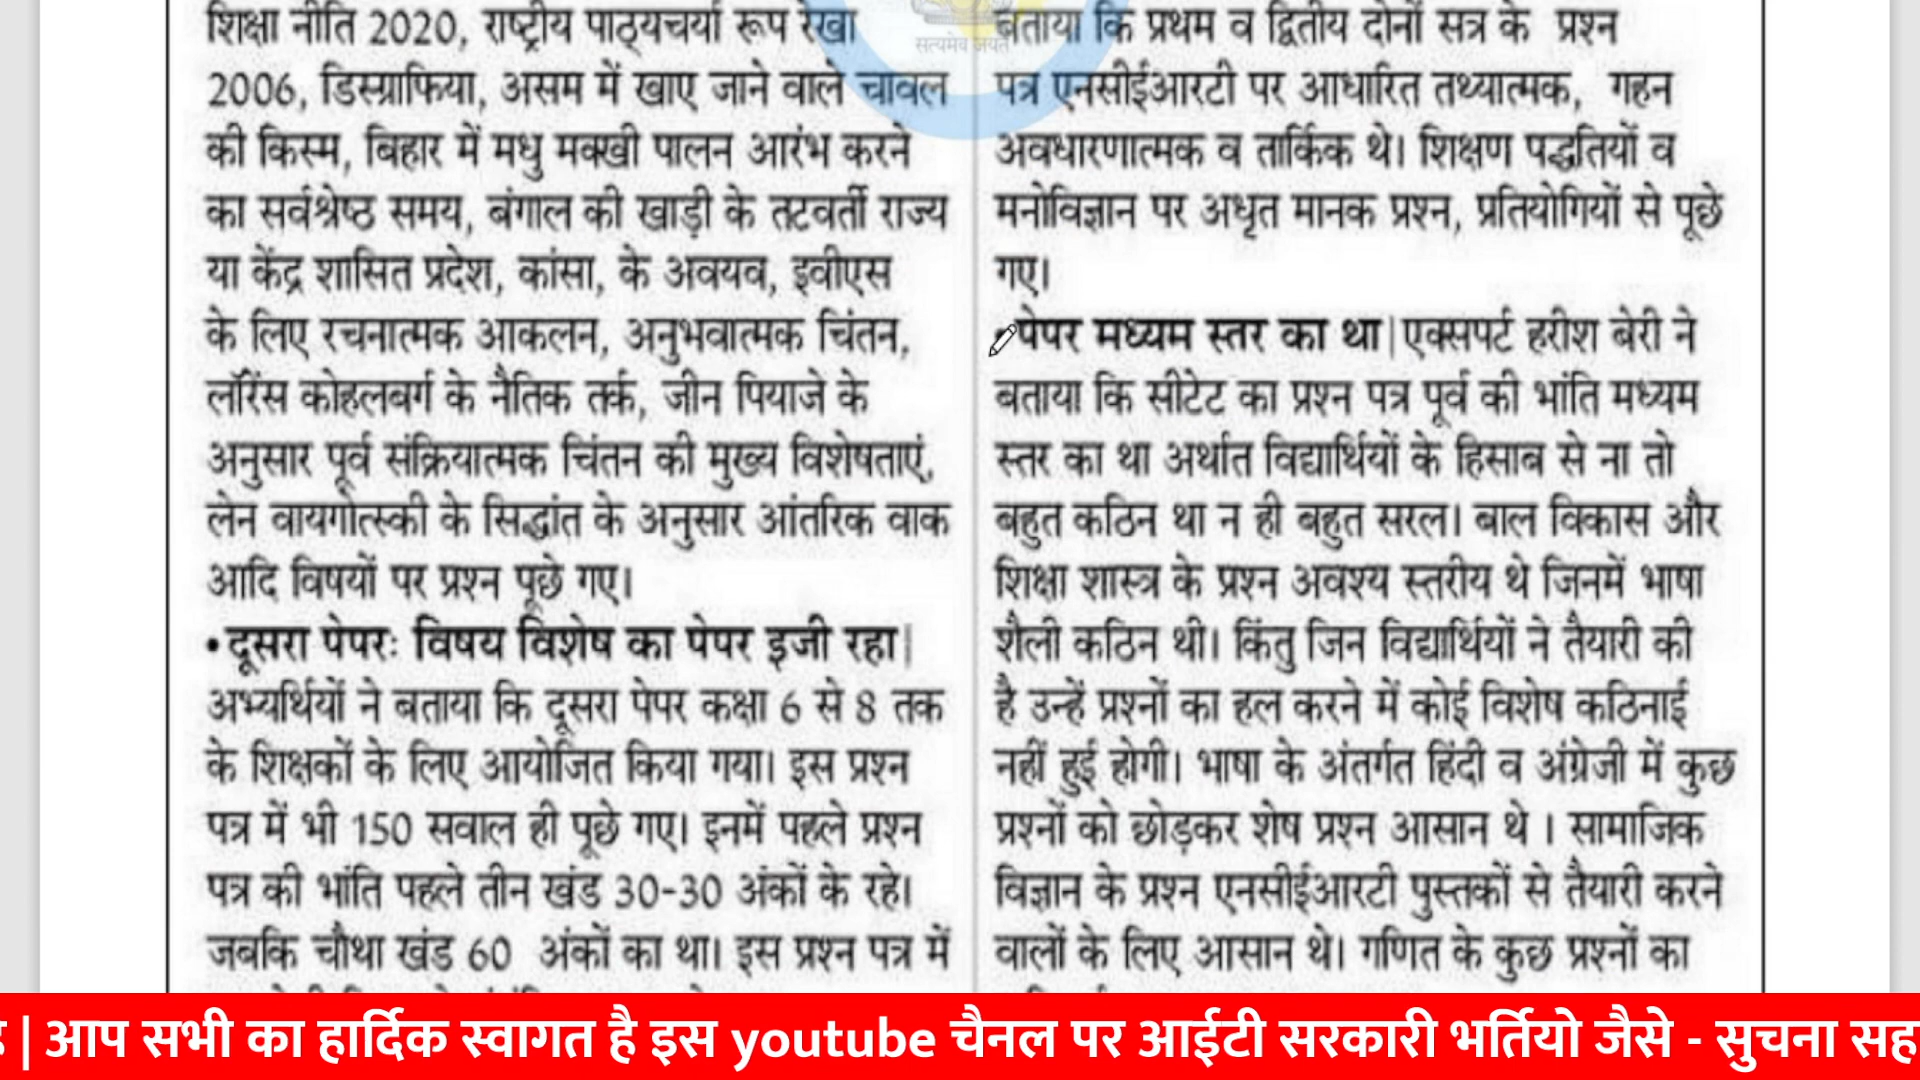 शिक्षा नीति 2020, राष्ट्रीय पाठ्यचर्या रूप रेखा
2006, डिस्ग्राफिया, असम में खाए जाने वाले चावल
की किस्म, बिहार में मधु मक्खी पालन आरंभ करने
का सर्वश्रेष्ठ समय, बंगाल की खाड़ी के तटवर्ती राज्य
या केंद्र शासित प्रदेश, कांसा, के अवयव, इवीएस
के लिए रचनात्मक आकलन, अनुभवात्मक चिंतन,
लॉरेंस कोहलबर्ग के नैतिक तर्क, जीन पियाजे के
अनुसार पूर्व संक्रियात्मक चिंतन की मुख्य विशेषताएं,
लेन वायगोत्स्की के सिद्धांत के अनुसार आंतरिक वाक
आदि विषयों पर प्रश्न पूछे गए।
•दूसरा पेपरः विषय विशेष का पेपर इजी रहा|
अभ्यर्थियों ने बताया कि दूसरा पेपर कक्षा 6 से 8 तक
के शिक्षकों के लिए आयोजित किया गया। इस प्रश्न
पत्र में भी 150 सवाल ही पूछे गए। इनमें पहले प्रश्न
पत्र की भांति पहले तीन खंड 30-30 अंकों के रहे।
जबकि चौथा खंड 60 अंकों का था। इस प्रश्न पत्र में
सत्यमेव जयते
बताया कि प्रथम व द्वितीय दोनों सत्र के प्रश्न
पत्र एनसीईआरटी पर आधारित तथ्यात्मक, गहन
अवधारणात्मक व तार्किक थे। शिक्षण पद्धतियों व
मनोविज्ञान पर अधृत मानक प्रश्न, प्रतियोगियों से पूछे
गए।
पेपर मध्यम स्तर का था|एक्सपर्ट हरीश बेरी ने
बताया कि सीटेट का प्रश्न पत्र पूर्व की भांति मध्यम
स्तर का था अर्थात विद्यार्थियों के हिसाब से ना तो
बहुत कठिन था न ही बहुत सरल। बाल विकास और
शिक्षा शास्त्र के प्रश्न अवश्य स्तरीय थे जिनमें भाषा
शैली कठिन थी। किंतु जिन विद्यार्थियों ने तैयारी की
है उन्हें प्रश्नों का हल करने में कोई विशेष कठिनाई
नहीं हुई होगी। भाषा के अंतर्गत हिंदी व अंग्रेजी में कुछ
प्रश्नों को छोड़कर शेष प्रश्न आसान थे । सामाजिक
विज्ञान के प्रश्न एनसीईआरटी पुस्तकों से तैयारी करने
वालों के लिए आसान थे। गणित के कुछ प्रश्नों का
| आप सभी का हार्दिक स्वागत है इस youtube चैनल पर आईटी सरकारी भर्तियो जैसे - सुचना सह